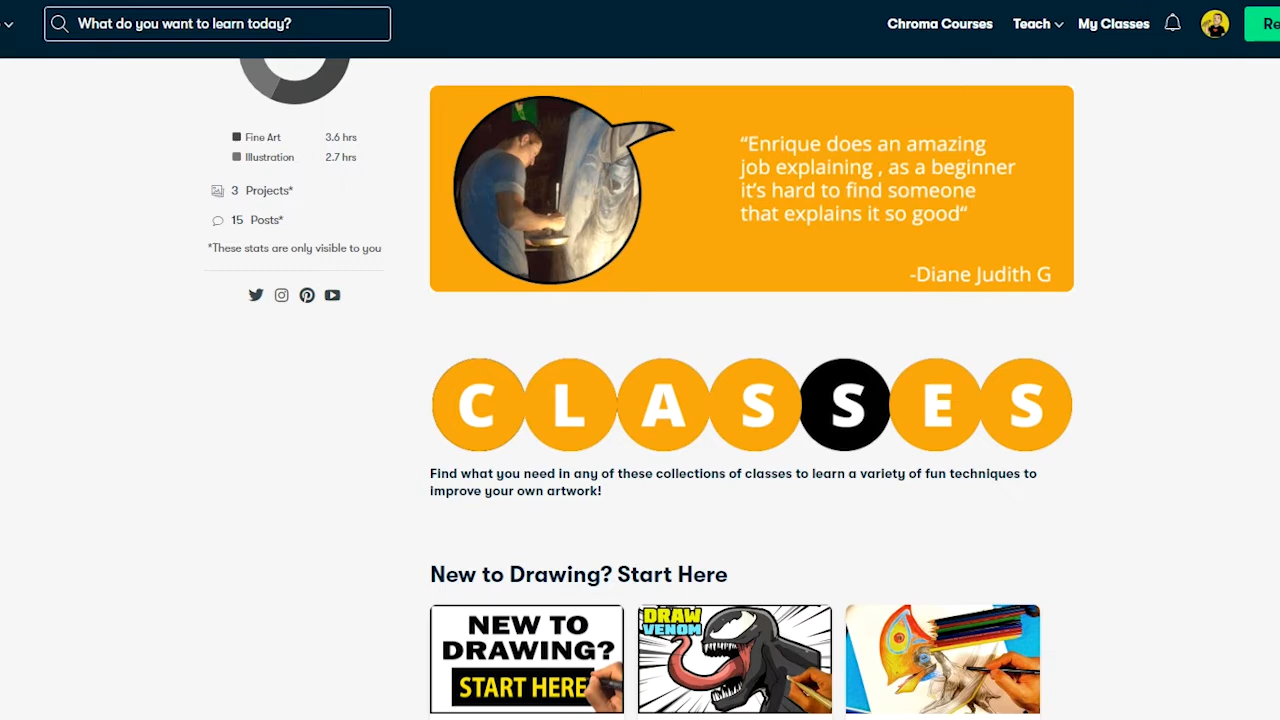 What do you want to learn today?
Chroma Courses
Teach
My Classes
Fine Art 3.6 hrs
Illustration 2.7 hrs
3 Projects*
15 Posts*
*These stats are only visible to you
“Enrique does an amazing
job explaining , as a beginner
it’s hard to find someone
that explains it so good“
-Diane Judith G
CLASSES
Find what you need in any of these collections of classes to learn a variety of fun techniques to
improve your own artwork!
New to Drawing? Start Here
NEW TO
DRAWING?
START HERE
DRAW
VENOM